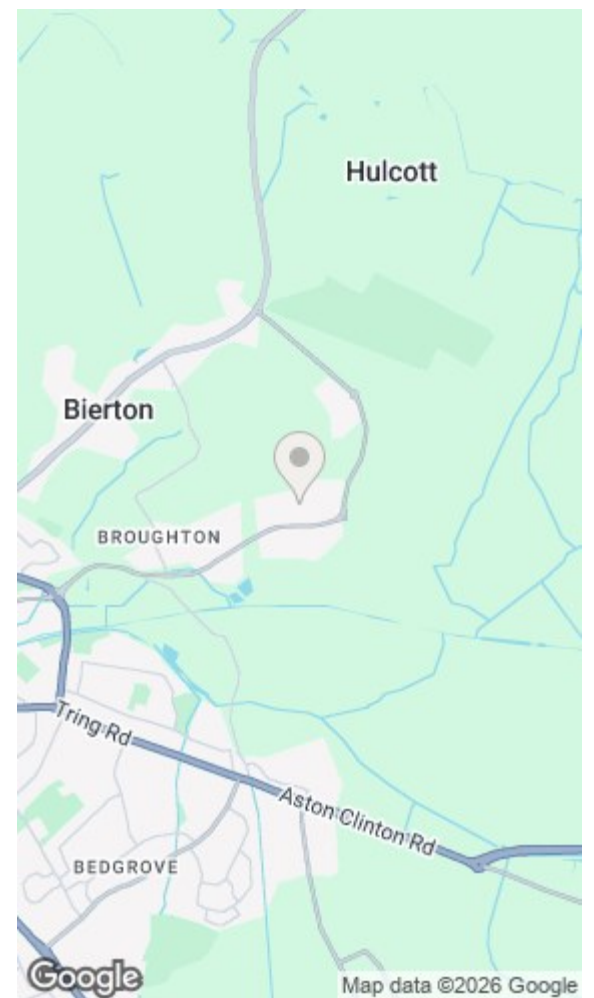 Hulcott
Bierton
BROUGHTON
Tring Rd
Aston Clinton Rd
BEDGROVE
Google
Map data ©2026 Google